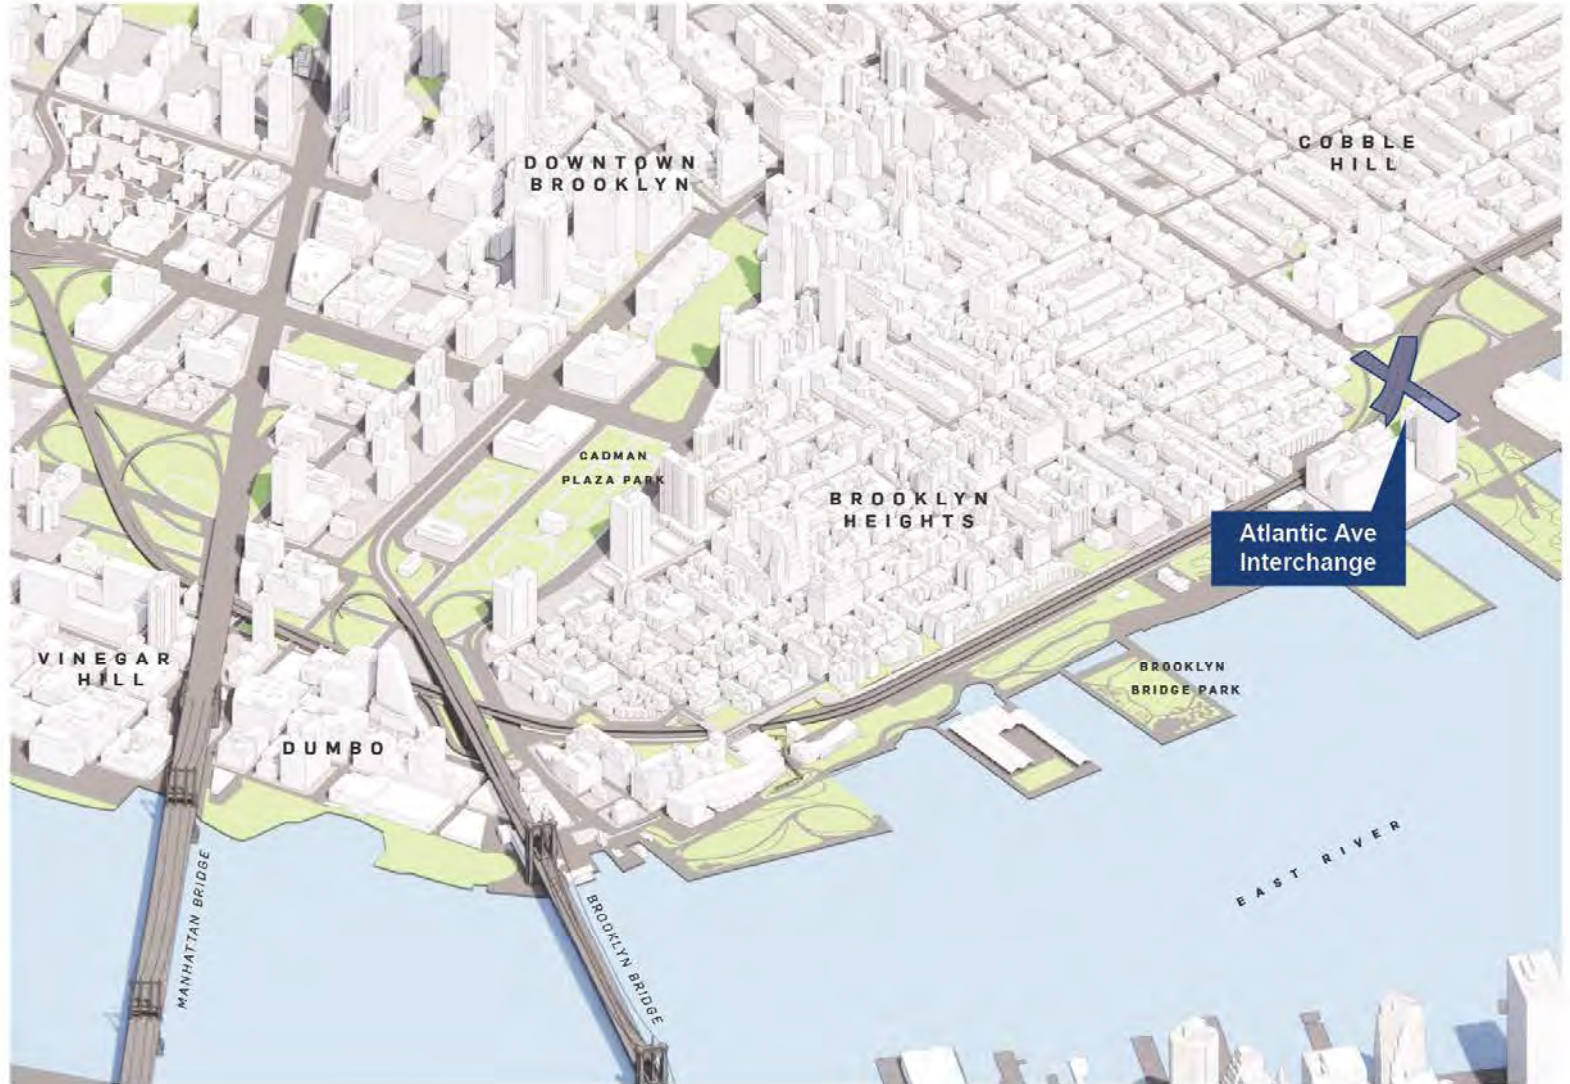 DOWNTOWN
BROOKLYN
COBBLE
HILL
CADMAN
PLAZA PARK
BROOKLYN
HEIGHTS
Atlantic Ave
Interchange
VINEGAR
HILL
BROOKLYN
BRIDGE PARK
DUMBO
MANHATTAN BRIDGE
BROOKLYN BRIDGE
EAST RIVER